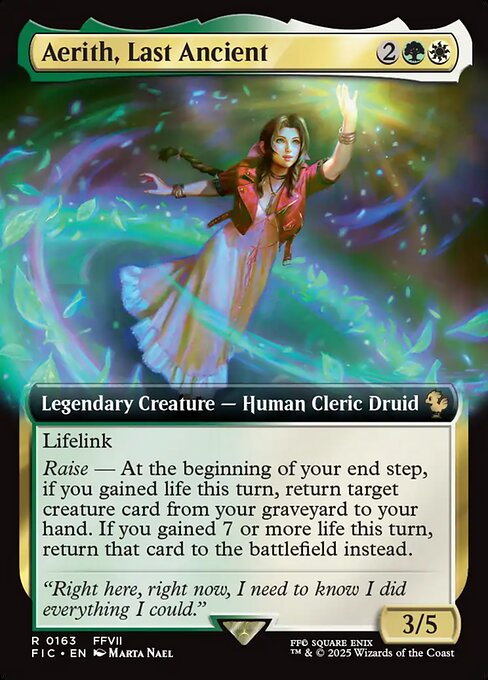 Aerith, Last Ancient 2
Legendary Creature — Human Cleric Druid
Lifelink
Raise — At the beginning of your end step,
if you gained life this turn, return target
creature card from your graveyard to your
hand. If you gained 7 or more life this turn,
return that card to the battlefield instead.
“Right here, right now, I need to know I did
everything I could.”
3/5
R 0163 FFVII
FIC • EN Marta Nael
FF© SQUARE ENIX
™ & © 2025 Wizards of the Coast